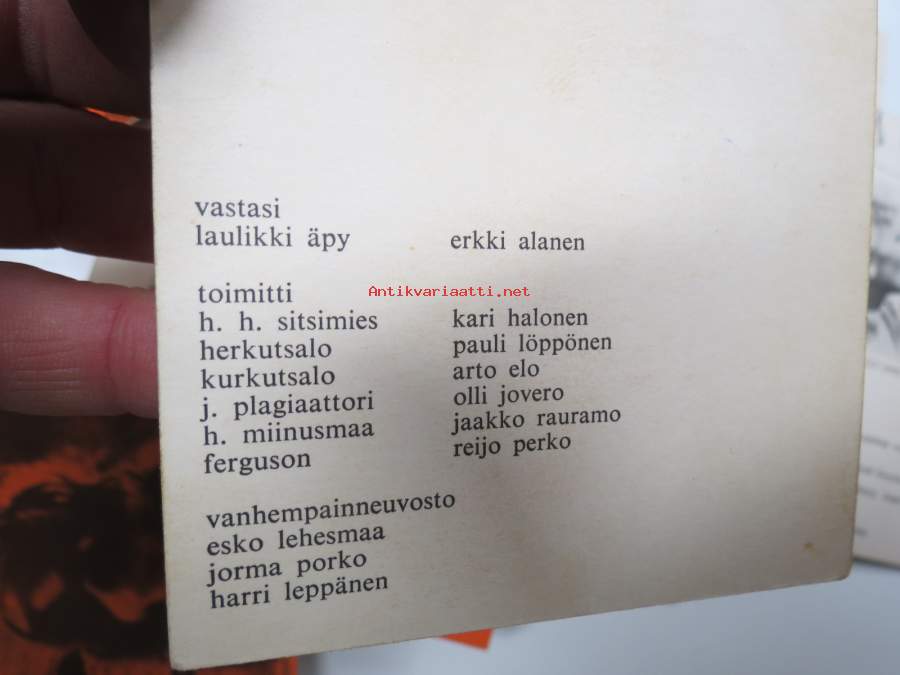 vastasi
laulikki äpy erkki alanen
toimitti
Antikvariaatti.net
h. h. sitsimies kari halonen
herkutsalo pauli löppönen
kurkutsalo arto elo
j. plagiaattori olli jovero
h. miinusmaa jaakko rauramo
ferguson reijo perko
vanhempainneuvosto
esko lehesmaa
jorma porko
harri leppänen